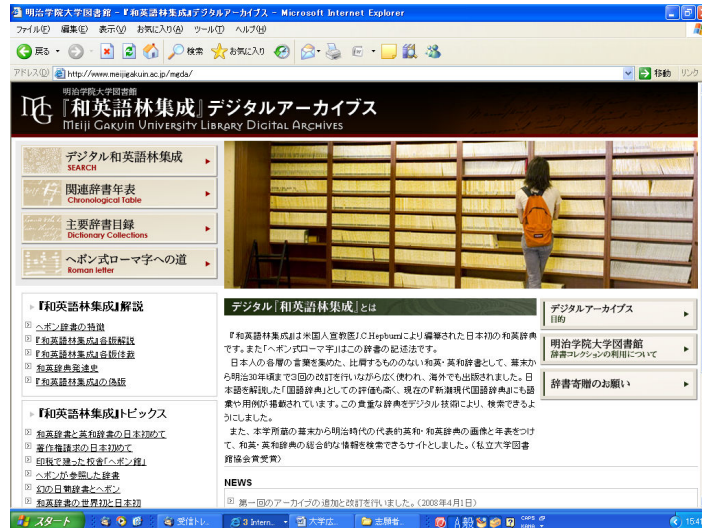 明治学院大学図書館 - 『和英語林集成』デジタルアーカイブス - Microsoft Internet Explorer
ファイル(F) 編集(E) 表示(V) お気に入り(A) ツール(T) ヘルプ(H)
戻る 検索 お気に入り
アドレス(D) http://www.meijigakuin.ac.jp/mgda/ 移動 リンク
明治学院大学図書館
MG 『和英語林集成』デジタルアーカイブス
Meiji Gakuin University Library Digital Archives
デジタル和英語林集成
SEARCH
関連辞書年表
Chronological Table
主要辞書目録
Dictionary Collections
ヘボン式ローマ字への道
Roman letter
『和英語林集成』解説
ヘボン辞書の特徴
『和英語林集成』各版解説
『和英語林集成』各版体裁
和英辞典発達史
『和英語林集成』の偽版
『和英語林集成』トピックス
和英辞書と英和辞書の日本初めて
著作権請求の日本初めて
印税で建った校舎「ヘボン館」
ヘボンが参照した辞書
幻の日葡辞書とヘボン
和英辞書の世界初と日本初
デジタル「和英語林集成」とは
『和英語林集成』は米国人宣教医J.C.Hepburnにより編纂された日本初の和英辞典
です。また「ヘボン式ローマ字」はこの辞書の記述法です。
日本人の各層の言葉を集めた、比肩するもののない和英・英和辞書として、幕末か
ら明治30年頃まで3回の改訂を行いながら広く使われ、海外でも出版されました。日
本語を解説した「国語辞典」としての評価も高く、現在の『新潮現代国語辞典』にも語
彙や用例が掲載されています。この貴重な辞典をデジタル技術により、検索できるよ
うにしました。
また、本学所蔵の幕末から明治時代の代表的英和・和英辞典の画像と年表をつけ
て、和英・英和辞典の総合的な情報を検索できるサイトとしました。(私立大学図書
館協会賞受賞)
NEWS
第一回のアーカイヴの追加と改訂を行いました。(2008年4月1日)
デジタルアーカイブス
目的
明治学院大学図書館
辞書コレクションの利用について
辞書寄贈のお願い
スタート 受信トレ... 3 Intern... 大学広... 志願者... A 般 CAPS KANA 15:4